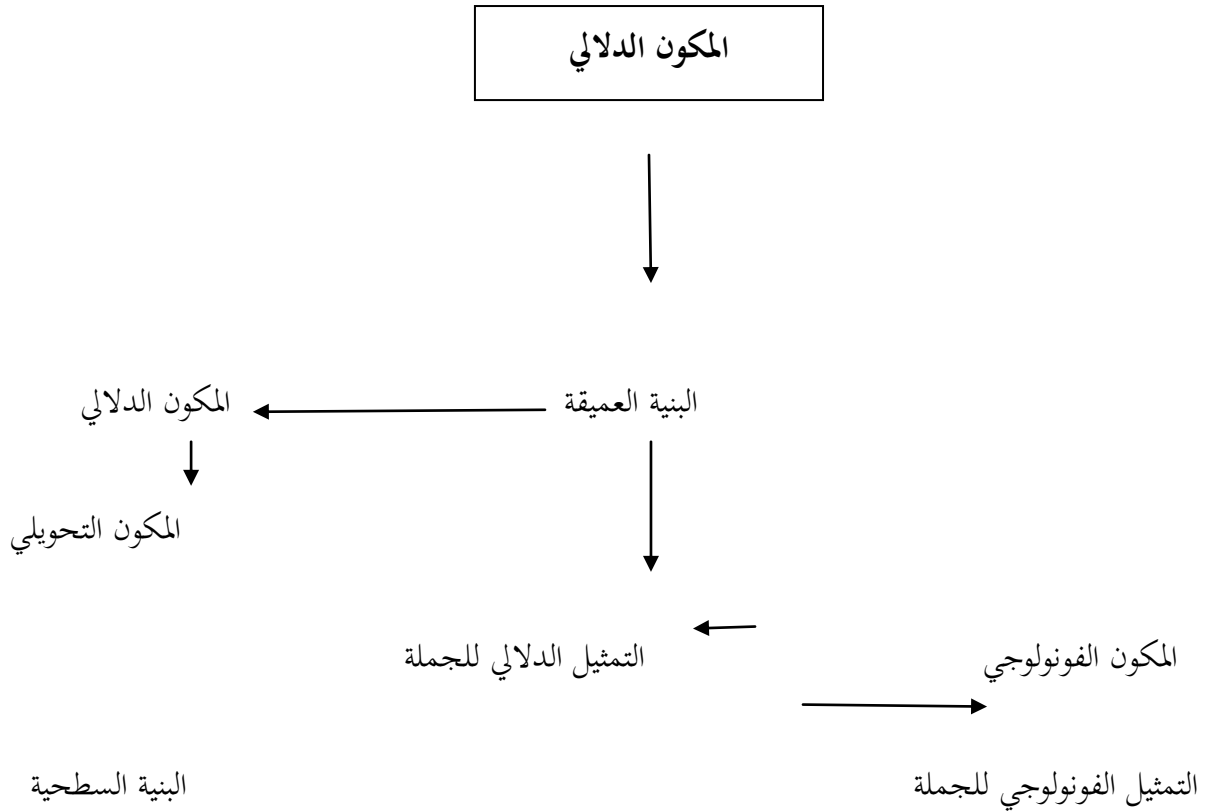 المكون الدلالي
البنية العميقة
المكون الدلالي
المكون التحويلي
المكون الفونولوجي
التمثيل الدلالي للجملة
التمثيل الفونولوجي للجملة
البنية السطحية